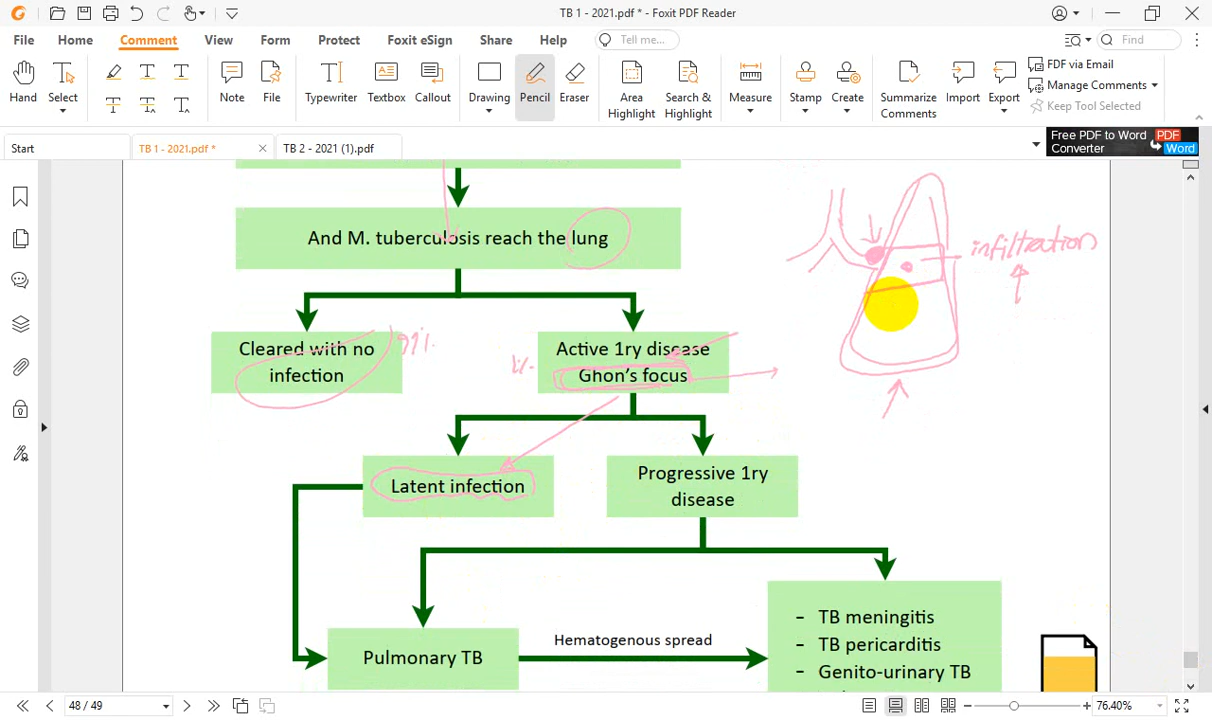 TB 1 - 2021.pdf * - Foxit PDF Reader
File Home Comment View Form Protect Foxit eSign Share Help Tell me... Find
Hand Select Note File Typewriter Textbox Callout Drawing Pencil Eraser Area Highlight Search & Highlight Measure Stamp Create Summarize Comments Import Export
FDF via Email
Manage Comments
Keep Tool Selected
Start TB 1 - 2021.pdf * TB 2 - 2021 (1).pdf
Free PDF to Word Converter PDF Word
And M. tuberculosis reach the lung
infiltration
Cleared with no infection
99%
1%
Active 1ry disease
Ghon's focus
Latent infection
Progressive 1ry disease
Pulmonary TB
Hematogenous spread
- TB meningitis
- TB pericarditis
- Genito-urinary TB
48 / 49
76.40%